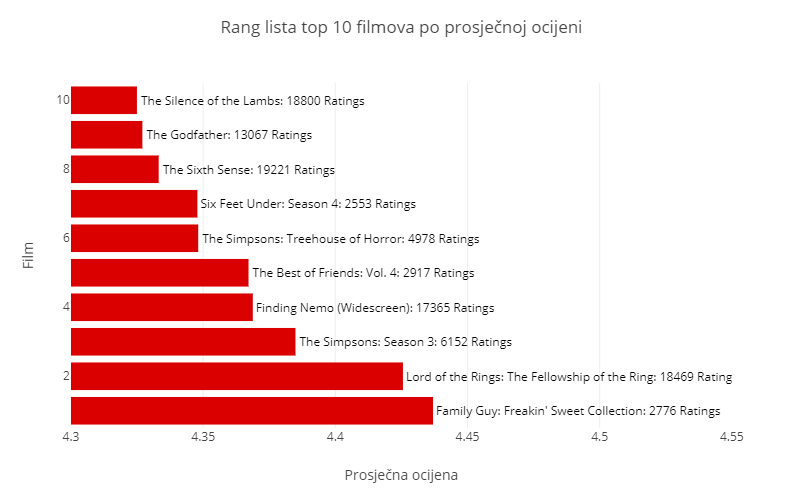 Rang lista top 10 filmova po prosječnoj ocijeni
10
The Silence of the Lambs: 18800 Ratings
The Godfather: 13067 Ratings
8
The Sixth Sense: 19221 Ratings
Six Feet Under: Season 4: 2553 Ratings
6
The Simpsons: Treehouse of Horror: 4978 Ratings
Film
The Best of Friends: Vol. 4: 2917 Ratings
4
Finding Nemo (Widescreen): 17365 Ratings
The Simpsons: Season 3: 6152 Ratings
2
Lord of the Rings: The Fellowship of the Ring: 18469 Rating
Family Guy: Freakin' Sweet Collection: 2776 Ratings
4.3 4.35 4.4 4.45 4.5 4.55
Prosječna ocijena